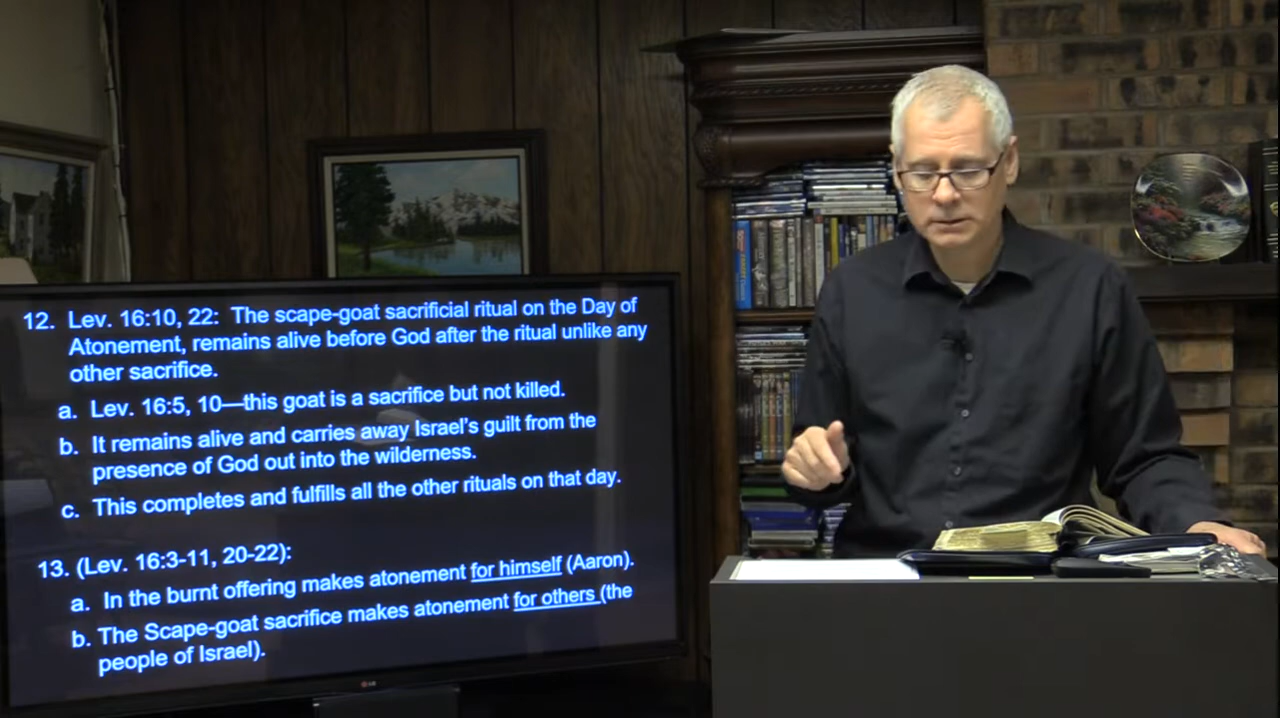 12. Lev. 16:10, 22: The scape-goat sacrificial ritual on the Day of
Atonement, remains alive before God after the ritual unlike any
other sacrifice.
a. Lev. 16:5, 10—this goat is a sacrifice but not killed.
b. It remains alive and carries away Israel's guilt from the
presence of God out into the wilderness.
c. This completes and fulfills all the other rituals on that day.
13. (Lev. 16:3-11, 20-22):
a. In the burnt offering makes atonement for himself (Aaron).
b. The Scape-goat sacrifice makes atonement for others (the
people of Israel).
LG